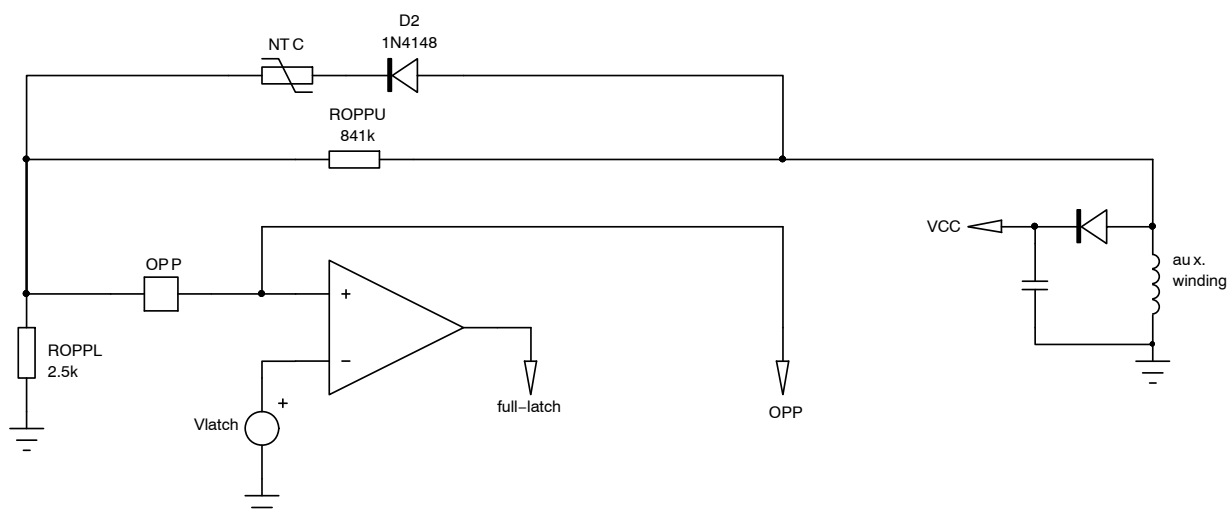 D2
1N4148
NTC
ROPPU
841k
VCC
aux.
winding
OPP
+
−
ROPPL
2.5k
+
Vlatch
full−latch
OPP